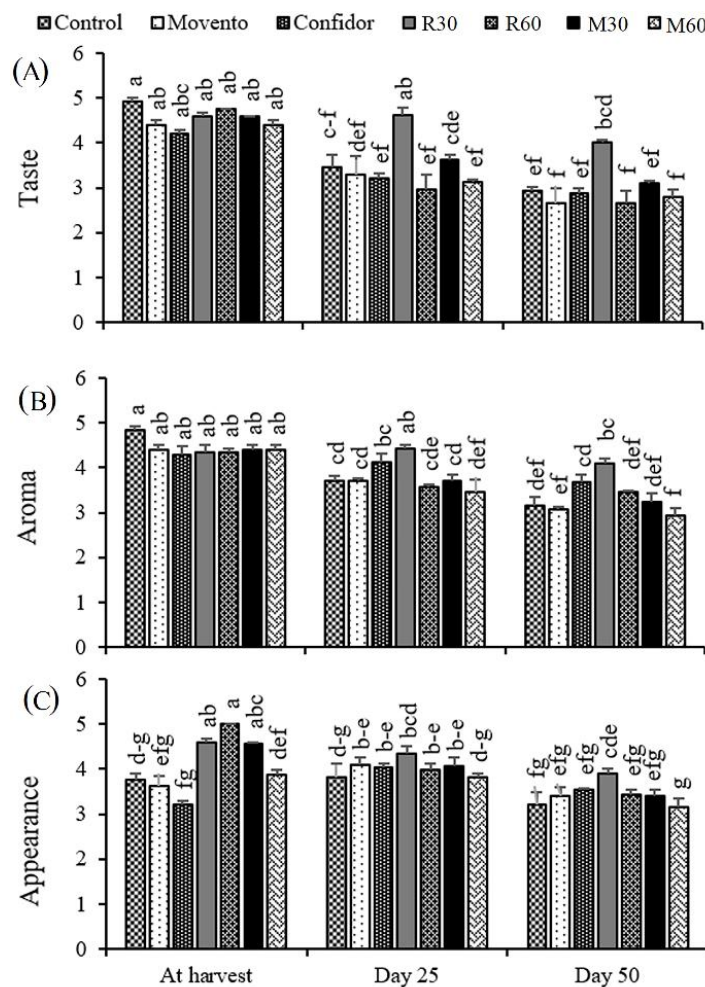 Control Movento Confidor R30 R60 M30 M60
(A)
Taste
6
5
4
3
2
1
0
a ab abc ab ab ab ab
c-f def ef ab ef cde ef
ef f ef bcd f ef f
(B)
Aroma
6
5
4
3
2
1
0
a ab ab ab ab ab ab
cd cd bc ab cde cd def
def ef cd bc def def f
(C)
Appearance
6
5
4
3
2
1
0
d-g efg fg ab a abc def
d-g b-e b-e bcd b-e b-e d-g
fg efg efg cde efg efg g
At harvest Day 25 Day 50